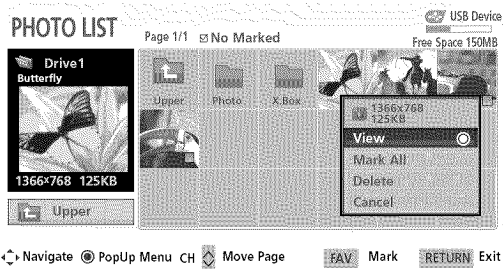 PHOTO LIST
Page 1/1 No Marked
USB Device
Free Space 150MB
Drive1
Butterfly
1366x768 125KB
Upper
Upper Photo X.Box
1366x768
125KB
View
Mark All
Delete
Cancel
Navigate PopUp Menu CH Move Page FAV Mark RETURN Exit